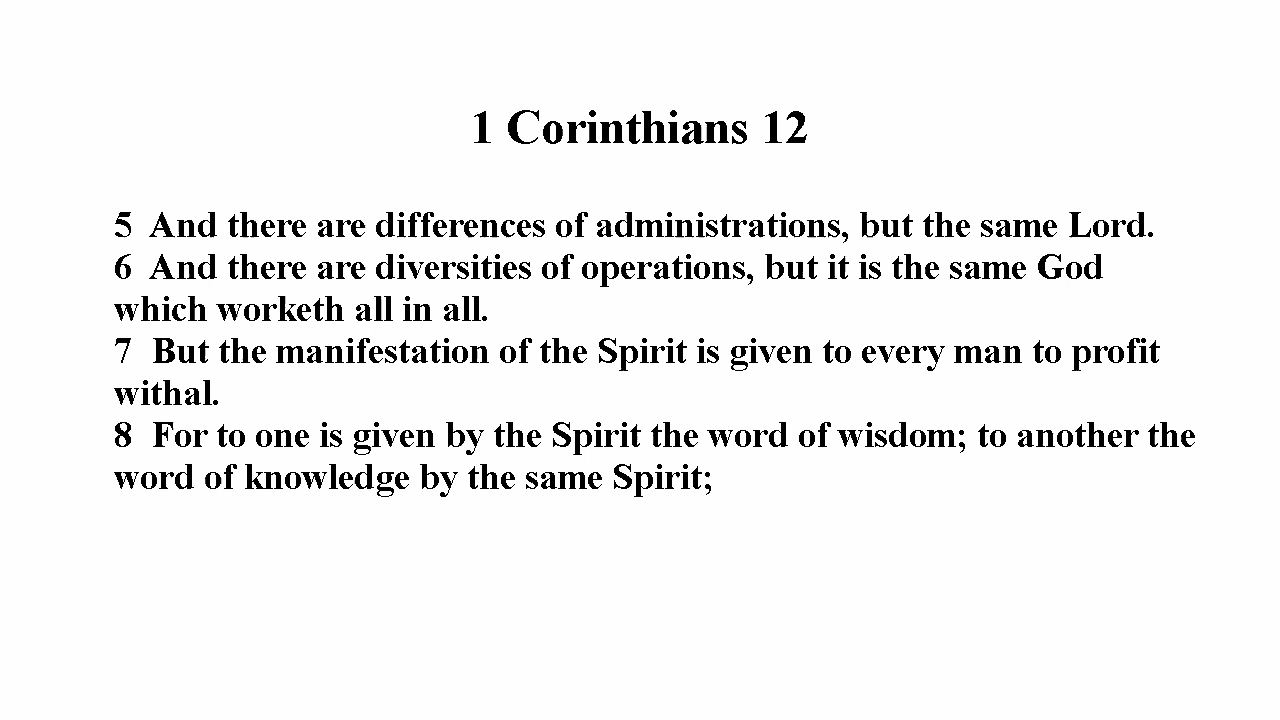 1 Corinthians 12
5 And there are differences of administrations, but the same Lord.
6 And there are diversities of operations, but it is the same God
which worketh all in all.
7 But the manifestation of the Spirit is given to every man to profit
withal.
8 For to one is given by the Spirit the word of wisdom; to another the
word of knowledge by the same Spirit;